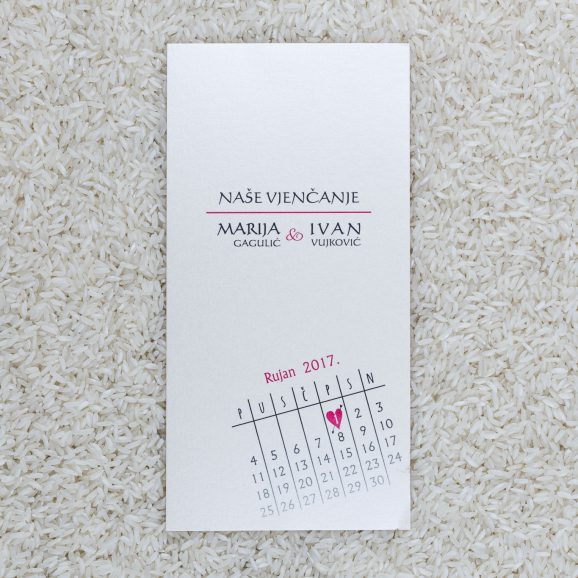 NAŠE VJENČANJE
MARIJA & IVAN
GAGULIĆ VUJKOVIĆ
Rujan 2017.
P U S Č P S N
1 2 3
4 5 6 7 8 9 10
11 12 13 14 15 16 17
18 19 20 21 22 23 24
25 26 27 28 29 30